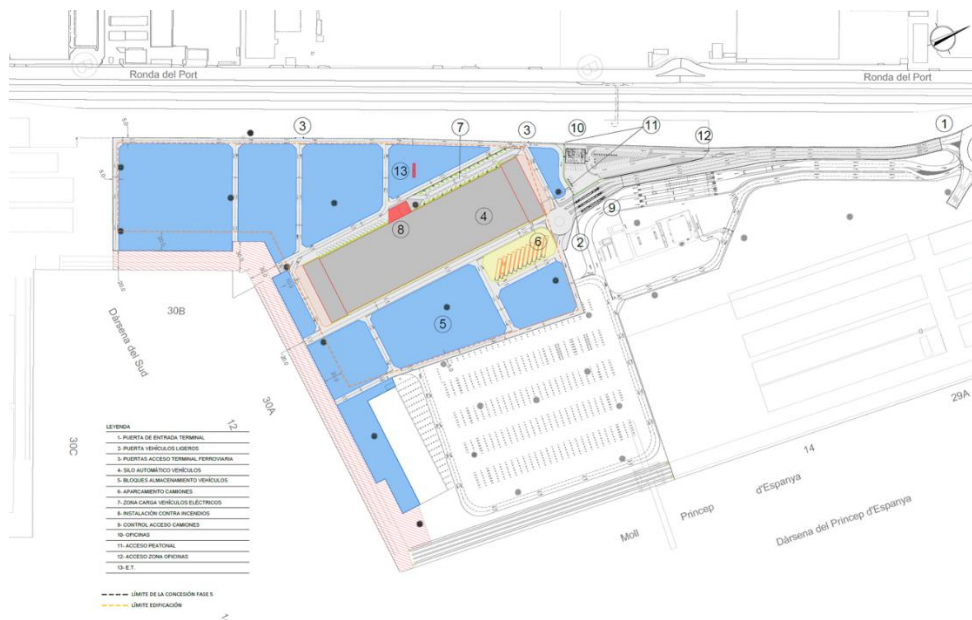 Ronda del Port
Ronda del Port
3
7
3
10
11
12
1
13
4
8
6
2
9
5
30B
Dàrsena del Sud
30A
12
30C
29A
14
Moll
Príncep
d'Espanya
Dàrsena del Príncep d'Espanya
LEYENDA
1- PUERTA DE ENTRADA TERMINAL
2- PUERTA VEHÍCULOS LIGEROS
3- PUERTAS ACCESO TERMINAL FERROVIARIA
4- SILO AUTOMÁTICO VEHÍCULOS
5- BLOQUES ALMACENAMIENTO VEHÍCULOS
6- APARCAMIENTO CAMIONES
7- ZONA CARGA VEHÍCULOS ELÉCTRICOS
8- INSTALACIÓN CONTRA INCENDIOS
9- CONTROL ACCESO CAMIONES
10- OFICINAS
11- ACCESO PEATONAL
12- ACCESO ZONA OFICINAS
13- E.T.
LÍMITE DE LA CONCESIÓN FASE 5
LÍMITE EDIFICACIÓN